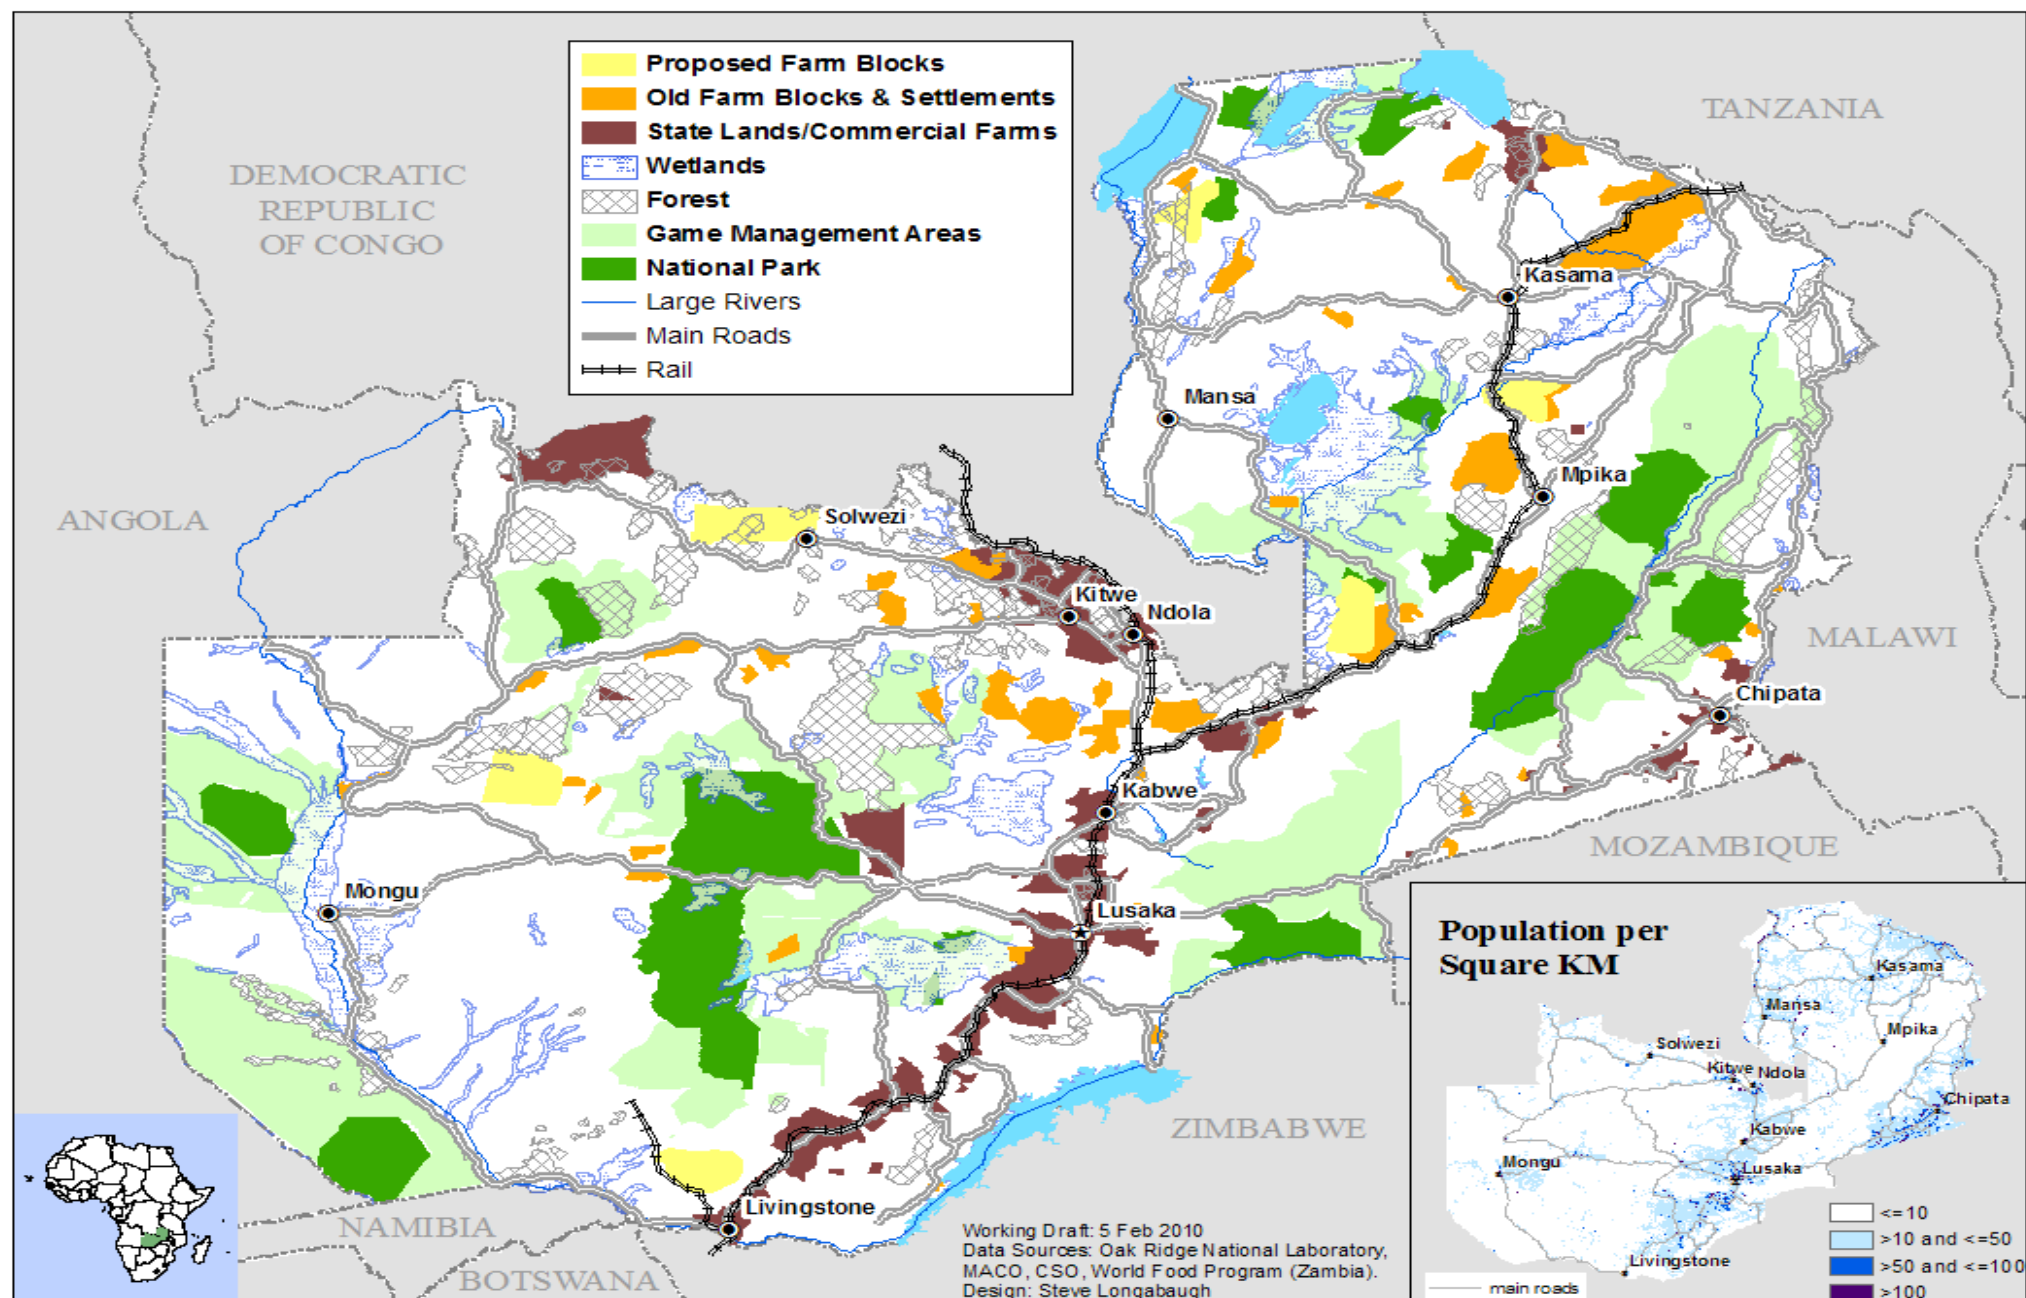 Proposed Farm Blocks
Old Farm Blocks & Settlements
State Lands/Commercial Farms
Wetlands
Forest
Game Management Areas
National Park
Large Rivers
Main Roads
Rail
DEMOCRATIC
REPUBLIC
OF CONGO
TANZANIA
ANGOLA
MALAWI
MOZAMBIQUE
ZIMBABWE
NAMIBIA
BOTSWANA
Kasama
Mansa
Mpika
Solwezi
Kitwe
Ndola
Chipata
Kabwe
Mongu
Lusaka
Livingstone
Working Draft: 5 Feb 2010
Data Sources: Oak Ridge National Laboratory,
MACO, CSO, World Food Program (Zambia).
Design: Steve Longabaugh
Population per
Square KM
Kasama
Mansa
Mpika
Solwezi
Kitwe
Ndola
Chipata
Kabwe
Mongu
Lusaka
Livingstone
<=10
>10 and <=50
>50 and <=100
>100
main roads